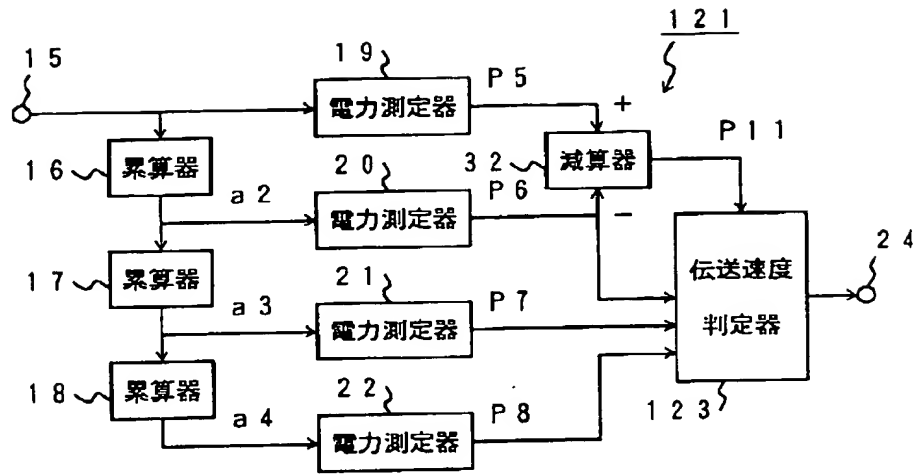 121
15
19
P5
電力測定器
+
P11
16
累算器
20
32
減算器
a2
P6
電力測定器
−
24
17
累算器
21
伝送速度
a3
P7
電力測定器
判定器
18
累算器
22
a4
P8
123
電力測定器